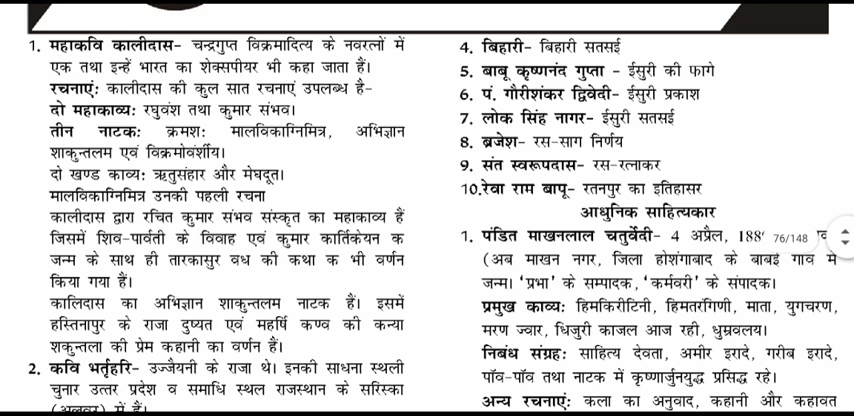 1. महाकवि कालीदास- चन्द्रगुप्त विक्रमादित्य के नवरत्नों में
एक तथा इन्हें भारत का शेक्सपीयर भी कहा जाता हैं।
रचनाएं: कालीदास की कुल सात रचनाएं उपलब्ध है-
दो महाकाव्य: रघुवंश तथा कुमार संभव।
तीन नाटक: क्रमश: मालविकाग्निमित्र, अभिज्ञान
शाकुन्तलम एवं विक्रमोवर्शीय।
दो खण्ड काव्य: ऋतुसंहार और मेघदूत।
मालविकाग्निमित्र उनकी पहली रचना
कालीदास द्वारा रचित कुमार संभव संस्कृत का महाकाव्य हैं
जिसमें शिव-पार्वती के विवाह एवं कुमार कार्तिकेयन क
जन्म के साथ ही तारकासुर वध की कथा क भी वर्णन
किया गया हैं।
कालिदास का अभिज्ञान शाकुन्तलम नाटक हैं। इसमें
हस्तिनापुर के राजा दुष्यत एवं महर्षि कण्व की कन्या
शकुन्तला की प्रेम कहानी का वर्णन हैं।
2. कवि भर्तृहरि- उज्जैयनी के राजा थे। इनकी साधना स्थली
चुनार उत्तर प्रदेश व समाधि स्थल राजस्थान के सरिस्का
(अलवर) में हैं।
4. बिहारी- बिहारी सतसई
5. बाबू कृष्णनंद गुप्ता - ईसुरी की फागे
6. पं. गौरीशंकर द्विवेदी- ईसुरी प्रकाश
7. लोक सिंह नागर- ईसुरी सतसई
8. ब्रजेश- रस-साग निर्णय
9. संत स्वरूपदास- रस-रत्नाकर
10.रेवा राम बापू- रतनपुर का इतिहासर
आधुनिक साहित्यकार
1. पंडित माखनलाल चतुर्वेदी- 4 अप्रैल, 188 76/148
(अब माखन नगर, जिला होशंगाबाद के बाबई गाव में
जन्म। 'प्रभा' के सम्पादक, 'कर्मवरी' के संपादक।
प्रमुख काव्य: हिमकिरीटिनी, हिमतरंगिणी, माता, युगचरण,
मरण ज्वार, धिजुरी काजल आज रही, धुम्रवलय।
निबंध संग्रह: साहित्य देवता, अमीर इरादे, गरीब इरादे,
पॉव-पॉव तथा नाटक में कृष्णार्जुनयुद्ध प्रसिद्ध रहे।
अन्य रचनाएं: कला का अनुवाद, कहानी और कहावत